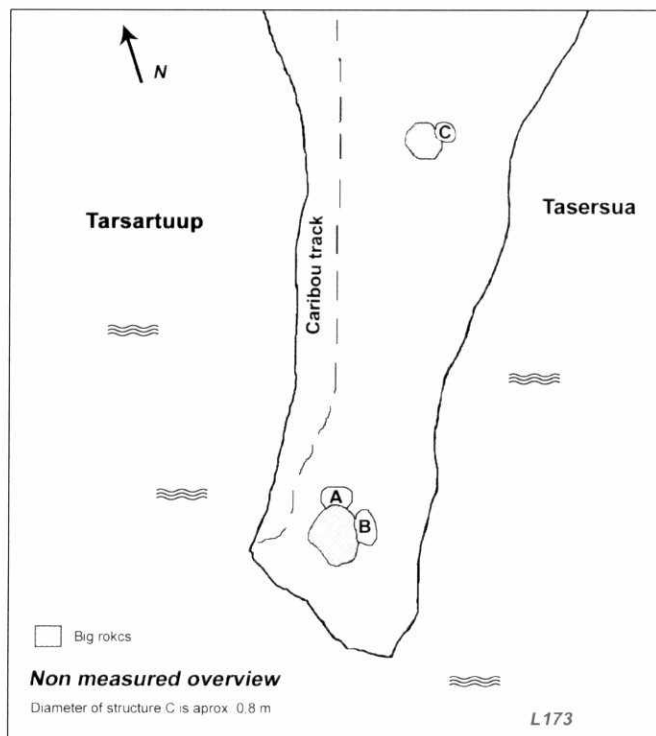 N
C
Tarsartuup
Tasersua
Caribou track
A
B
Big rokcs
Non measured overview
Diameter of structure C is aprox 0,8 m
L173